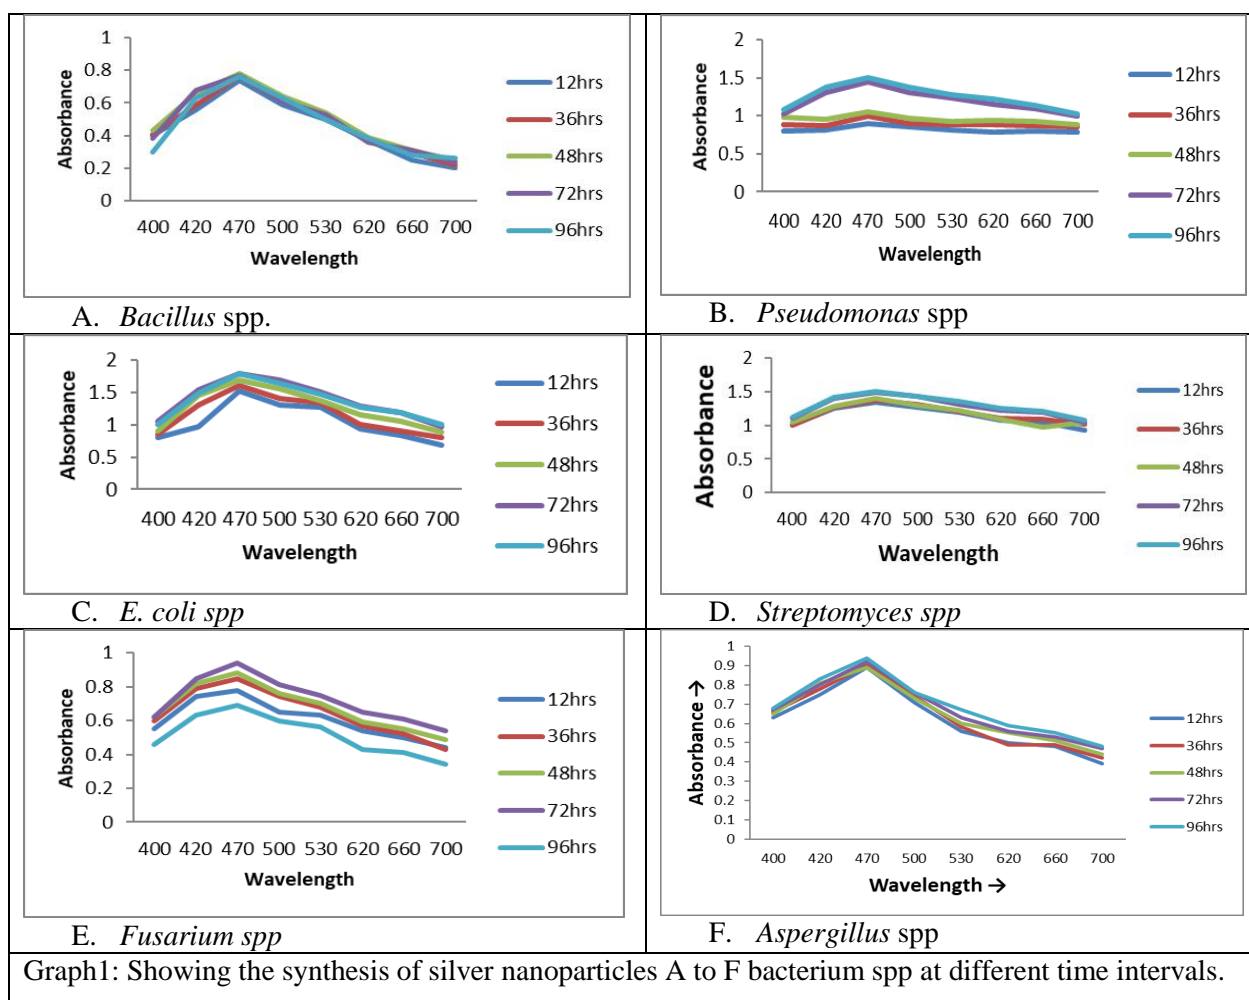 1
0.8
0.6
0.4
0.2
0
Absorbance
400 420 470 500 530 620 660 700
Wavelength
12hrs
36hrs
48hrs
72hrs
96hrs
A. Bacillus spp.
2
1.5
1
0.5
0
Absorbance
400 420 470 500 530 620 660 700
Wavelength
12hrs
36hrs
48hrs
72hrs
96hrs
B. Pseudomonas spp
2
1.5
1
0.5
0
Absorbance
400 420 470 500 530 620 660 700
Wavelength
12hrs
36hrs
48hrs
72hrs
96hrs
C. E. coli spp
2
1.5
1
0.5
0
Absorbance
400 420 470 500 530 620 660 700
Wavelength
12hrs
36hrs
48hrs
72hrs
96hrs
D. Streptomyces spp
1
0.8
0.6
0.4
0.2
0
Absorbance
400 420 470 500 530 620 660 700
Wavelength
12hrs
36hrs
48hrs
72hrs
96hrs
E. Fusarium spp
1
0.9
0.8
0.7
0.6
0.5
0.4
0.3
0.2
0.1
0
Absorbance →
400 420 470 500 530 620 660 700
Wavelength →
12hrs
36hrs
48hrs
72hrs
96hrs
F. Aspergillus spp
Graph1: Showing the synthesis of silver nanoparticles A to F bacterium spp at different time intervals.